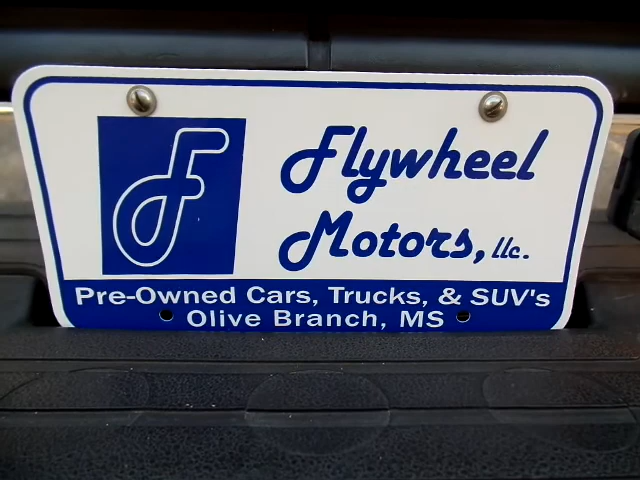 F
Flywheel
Motors, llc.
Pre-Owned Cars, Trucks, & SUV's
Olive Branch, MS